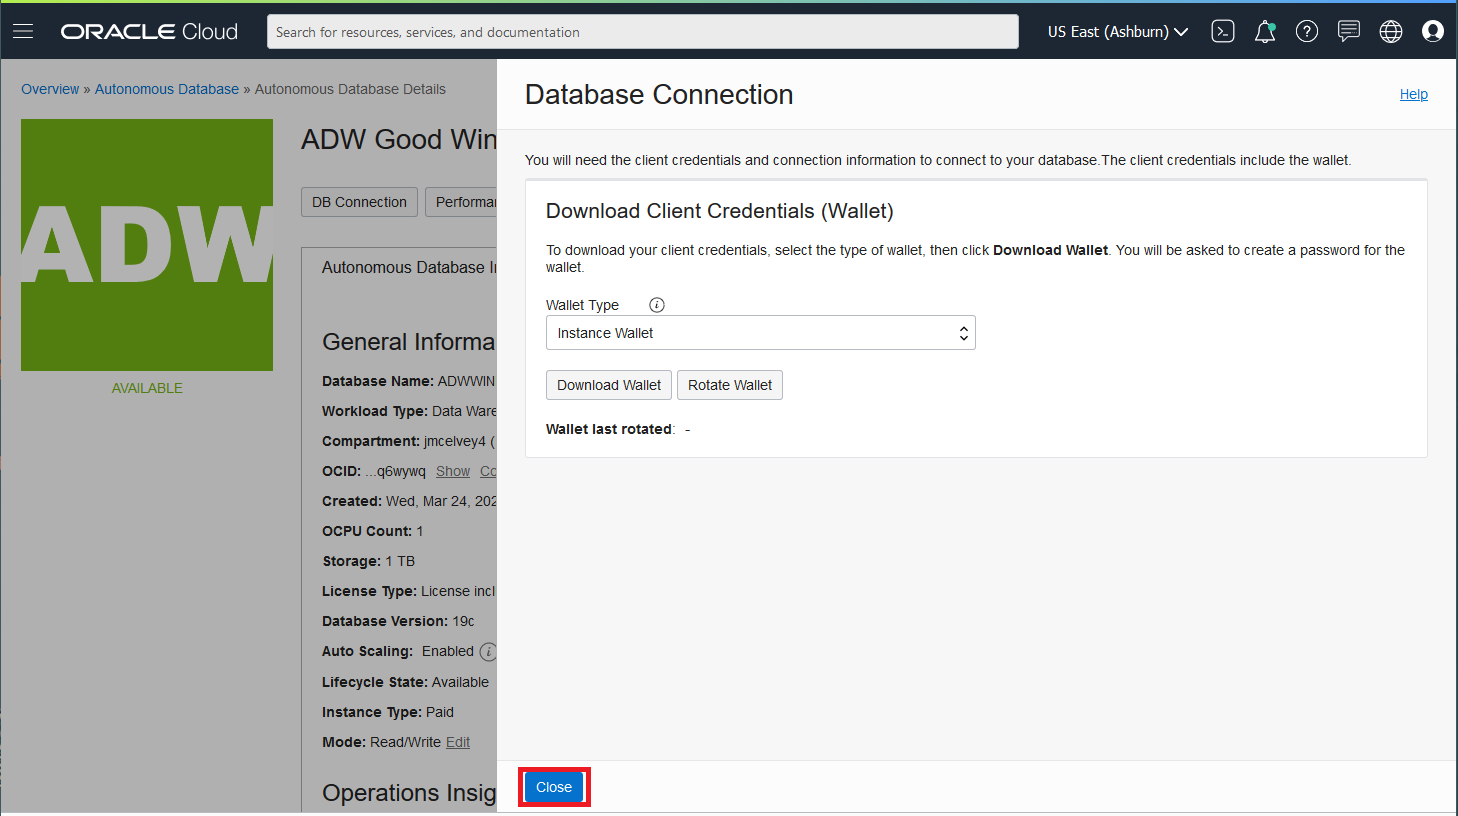 ORACLE Cloud
Search for resources, services, and documentation
US East (Ashburn)
Overview » Autonomous Database » Autonomous Database Details
ADW
AVAILABLE
ADW Good Win
DB Connection
Performa
Autonomous Database I
General Informa
Database Name: ADWWIN
Workload Type: Data Ware
Compartment: jmcelvey4 (
OCID: ...q6wywq Show Co
Created: Wed, Mar 24, 202
OCPU Count: 1
Storage: 1 TB
License Type: License incl
Database Version: 19c
Auto Scaling: Enabled
Lifecycle State: Available
Instance Type: Paid
Mode: Read/Write Edit
Operations Insig
Database Connection
Help
You will need the client credentials and connection information to connect to your database.The client credentials include the wallet.
Download Client Credentials (Wallet)
To download your client credentials, select the type of wallet, then click Download Wallet. You will be asked to create a password for the
wallet.
Wallet Type
Instance Wallet
Download Wallet
Rotate Wallet
Wallet last rotated: -
Close